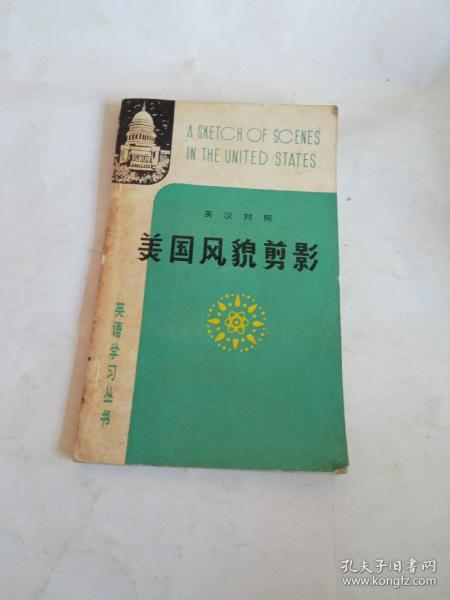 A SKETCH OF SCENES
IN THE UNITED STATES
英汉对照
美国风貌剪影
英语学习丛书
孔夫子旧书网
www.kongfz.com